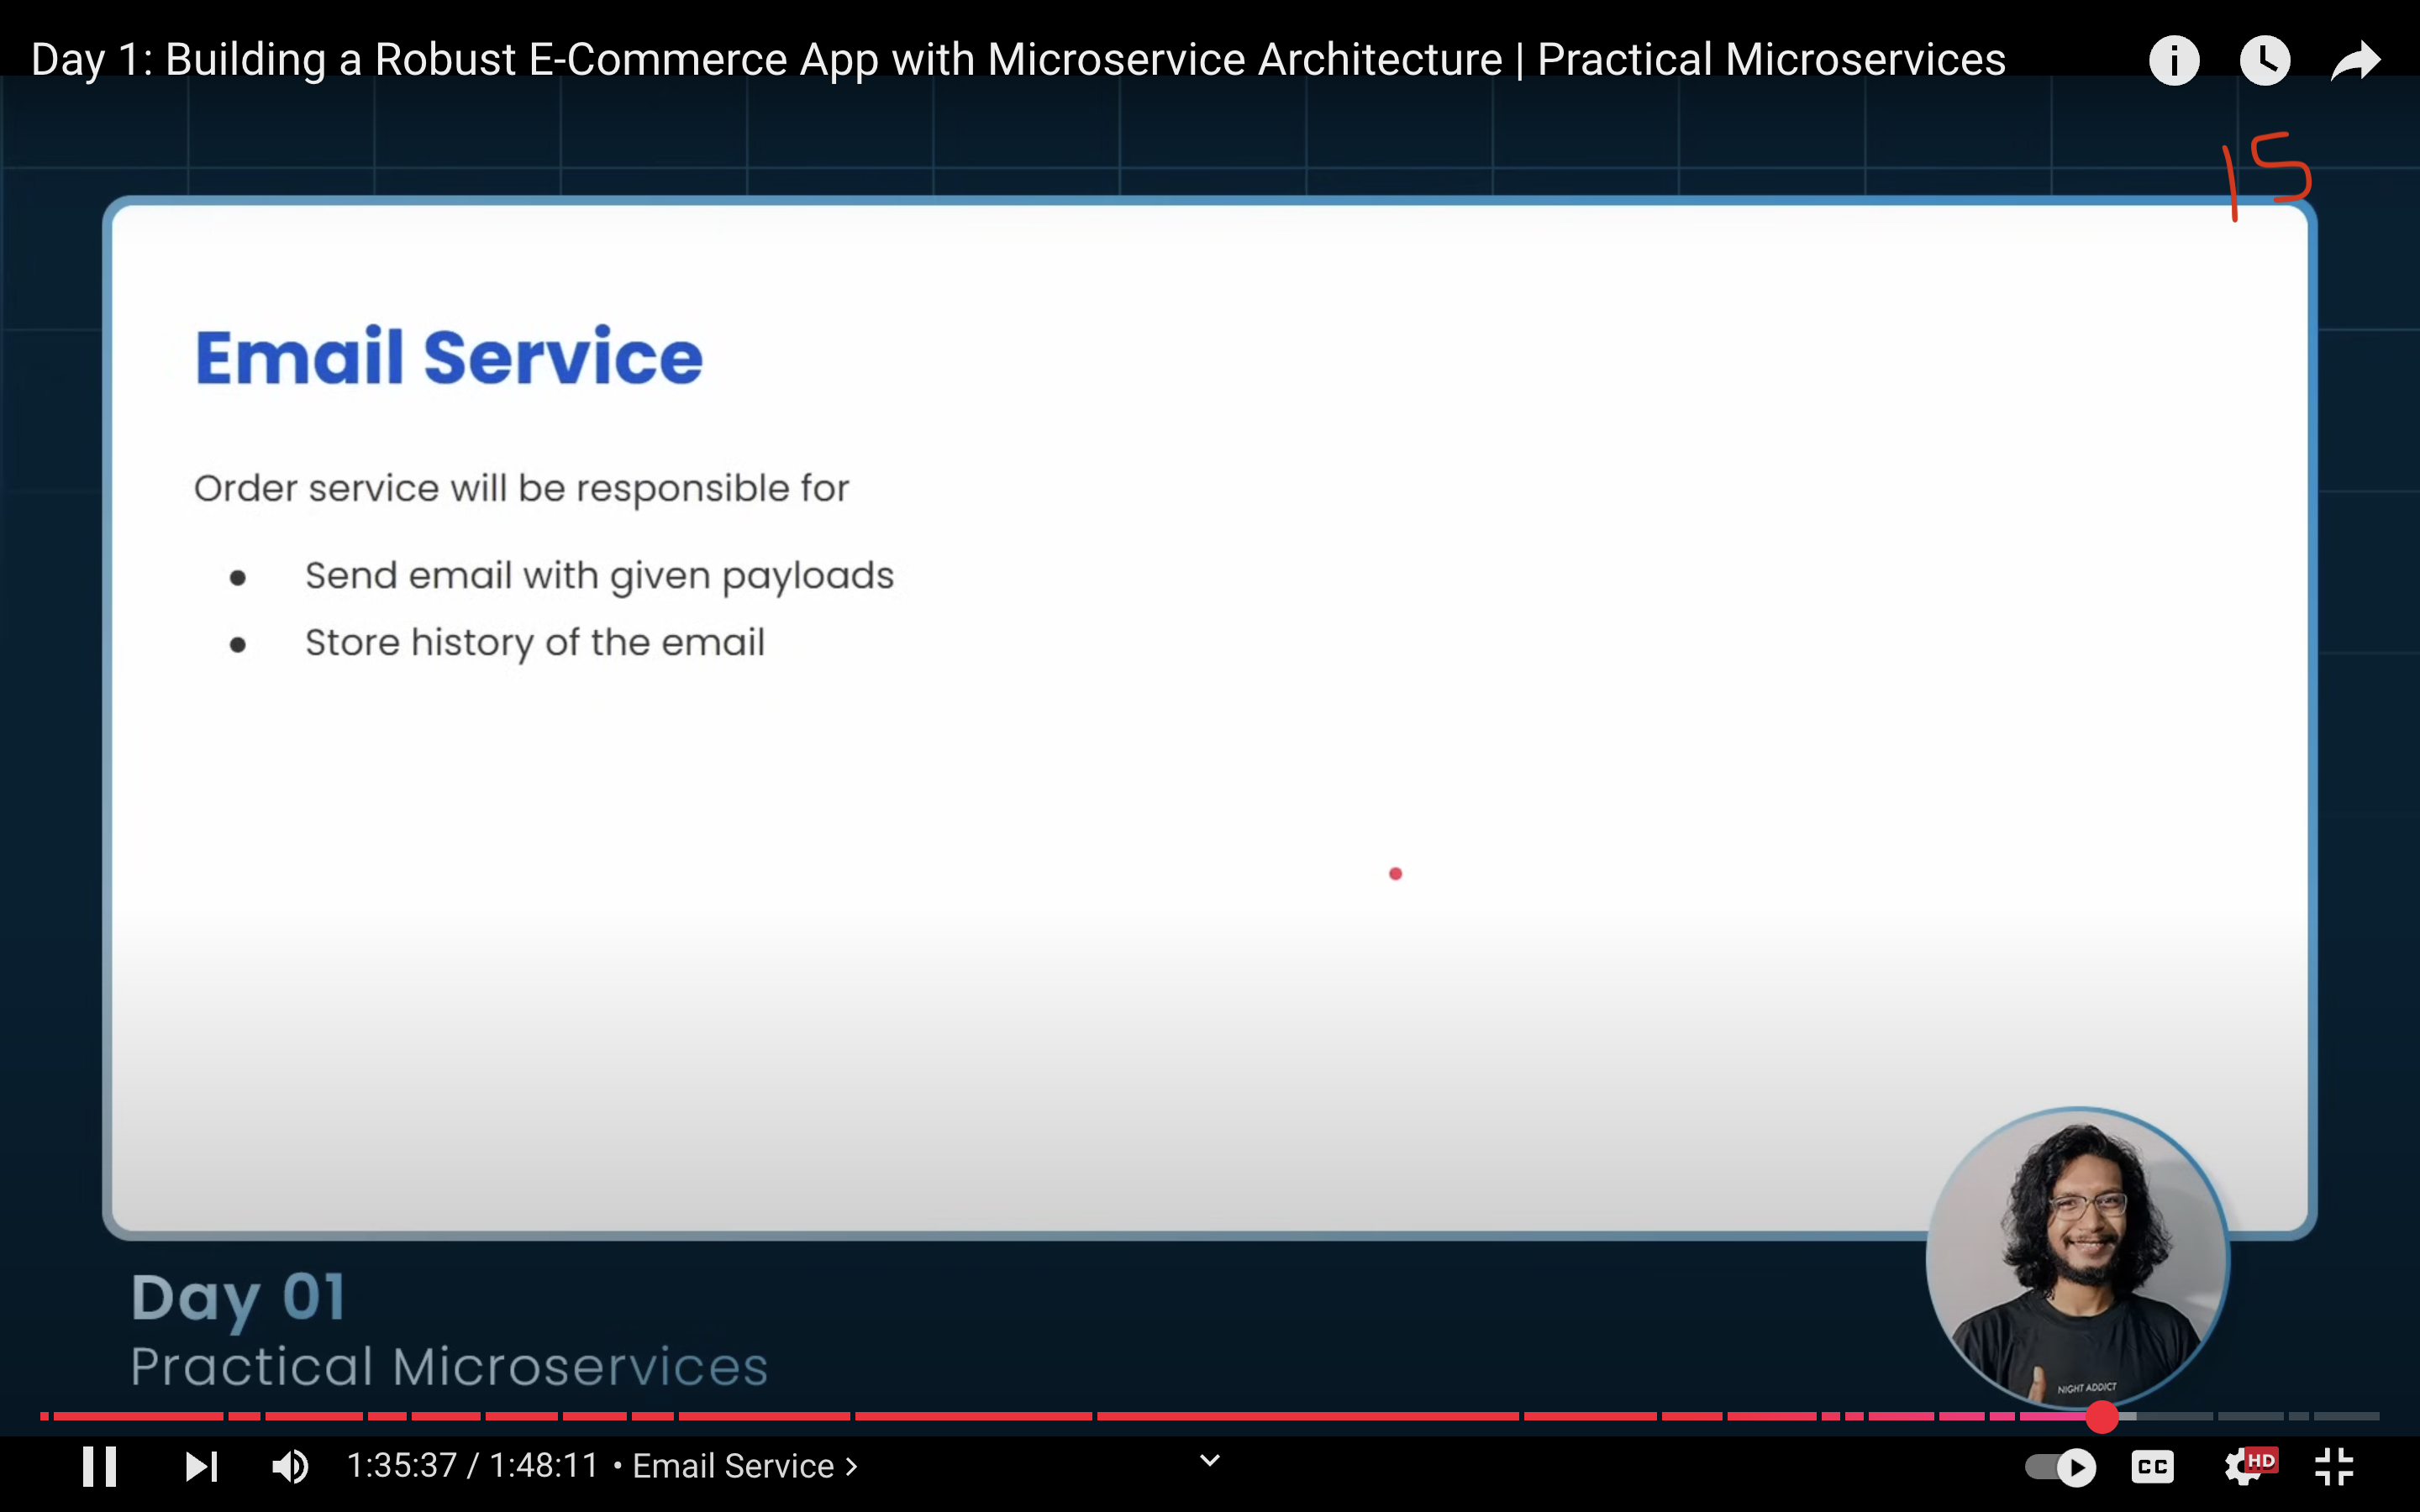 Day 1: Building a Robust E-Commerce App with Microservice Architecture | Practical Microservices
15
Email Service
Order service will be responsible for
● Send email with given payloads
● Store history of the email
NIGHT ADDICT
Day 01
Practical Microservices
1:35:37 / 1:48:11 • Email Service >
CC
HD